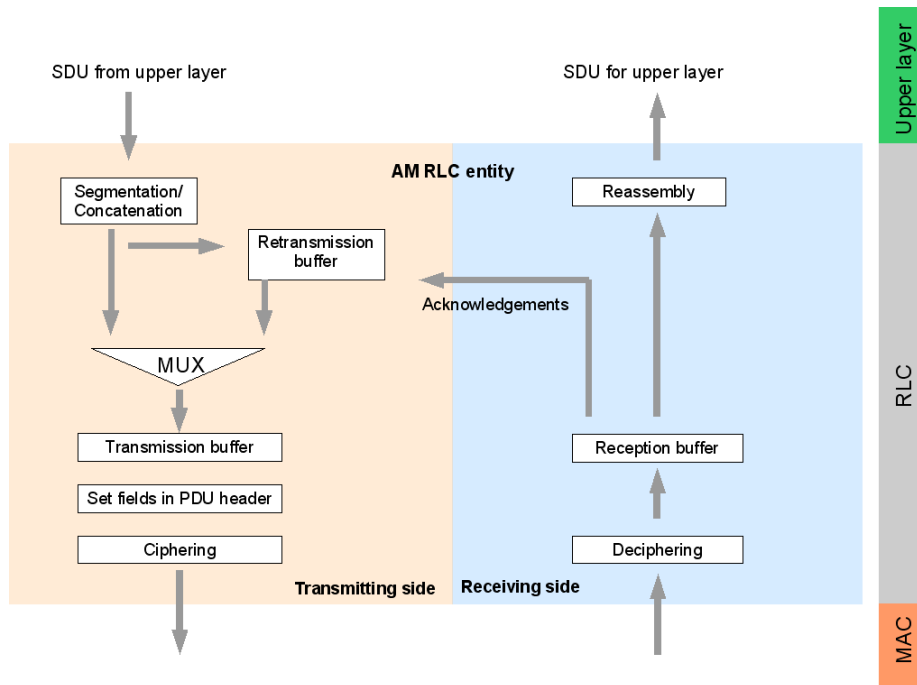 SDU from upper layer
SDU for upper layer
Upper layer
AM RLC entity
Segmentation/
Concatenation
Reassembly
Retransmission
buffer
Acknowledgements
MUX
RLC
Transmission buffer
Reception buffer
Set fields in PDU header
Ciphering
Deciphering
Transmitting side
Receiving side
MAC